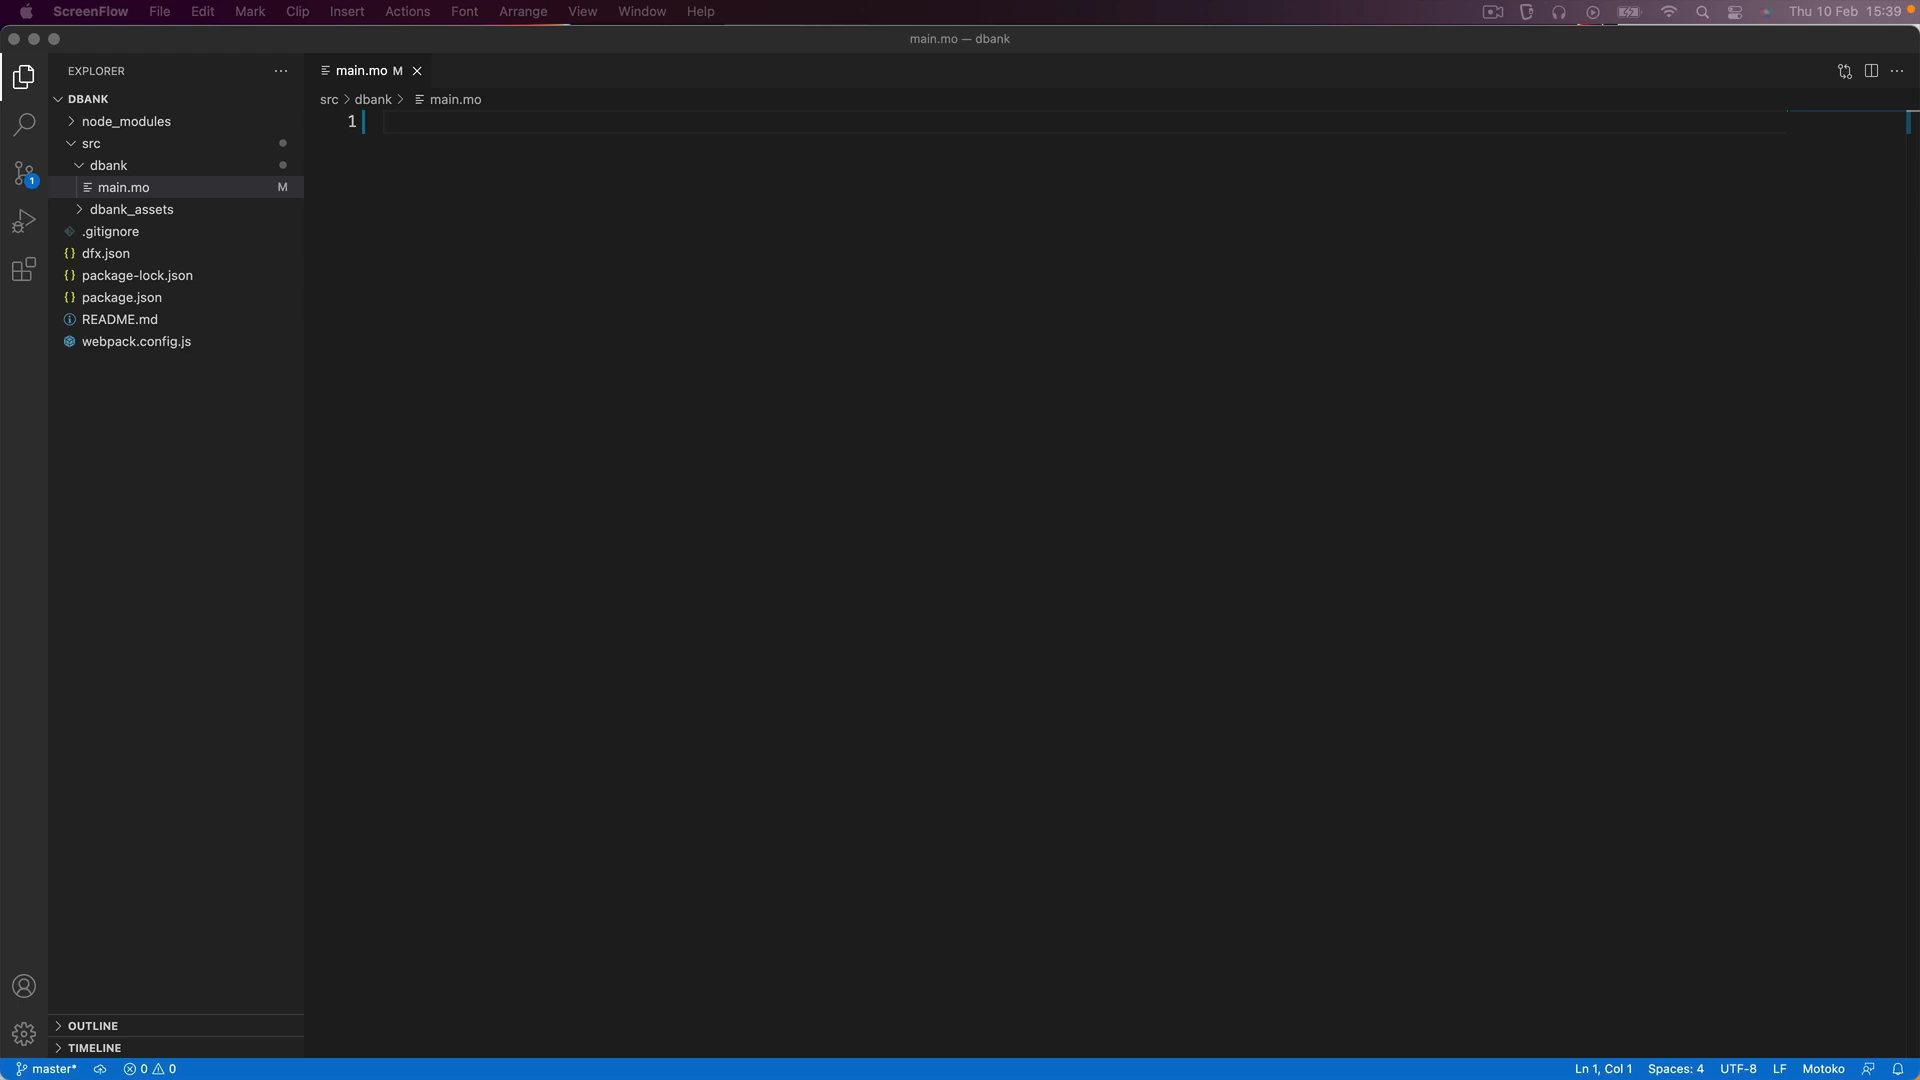 ScreenFlow File Edit Mark Clip Insert Actions Font Arrange View Window Help Thu 10 Feb 15:39
main.mo — dbank
EXPLORER
main.mo M
DBANK
src dbank main.mo
node_modules
1
src
dbank
main.mo M
dbank_assets
.gitignore
dfx.json
package-lock.json
package.json
README.md
webpack.config.js
1
OUTLINE
TIMELINE
master* 0 0 Ln 1, Col 1 Spaces: 4 UTF-8 LF Motoko